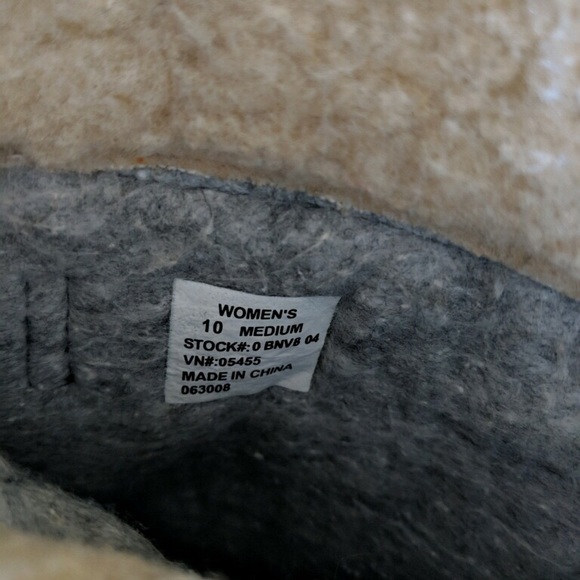 WOMEN'S
10 MEDIUM
STOCK#: 0 BNV8 04
VN#:05455
MADE IN CHINA
063008